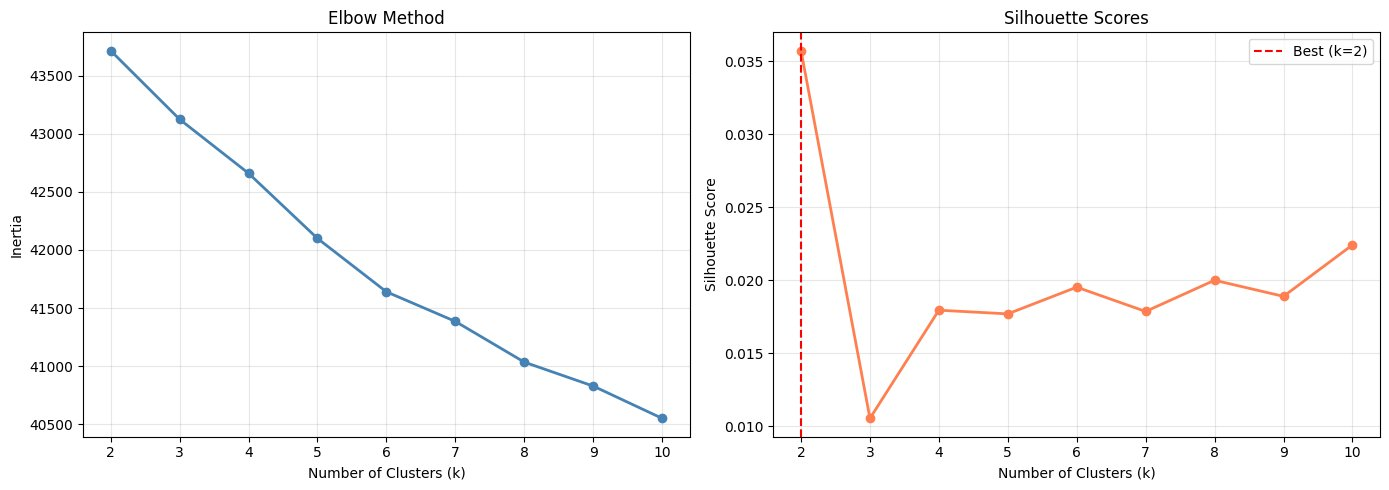 Elbow Method
Inertia
43500
43000
42500
42000
41500
41000
40500
2 3 4 5 6 7 8 9 10
Number of Clusters (k)
Silhouette Scores
Best (k=2)
Silhouette Score
0.035
0.030
0.025
0.020
0.015
0.010
2 3 4 5 6 7 8 9 10
Number of Clusters (k)